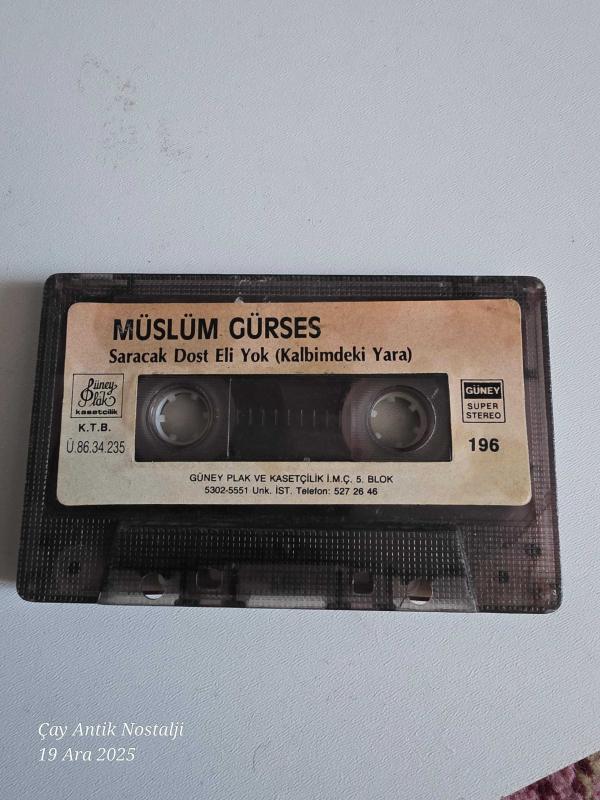 MÜSLÜM GÜRSES
Saracak Dost Eli Yok (Kalbimdeki Yara)
Güney
Plak
kasetcilik
K.T.B.
Ü.86.34.235
GÜNEY
SUPER
STEREO
196
GÜNEY PLAK VE KASETÇİLİK İ.M.Ç. 5. BLOK
5302-5551 Unk. İST. Telefon: 527 26 46
Çay Antik Nostalji
19 Ara 2025